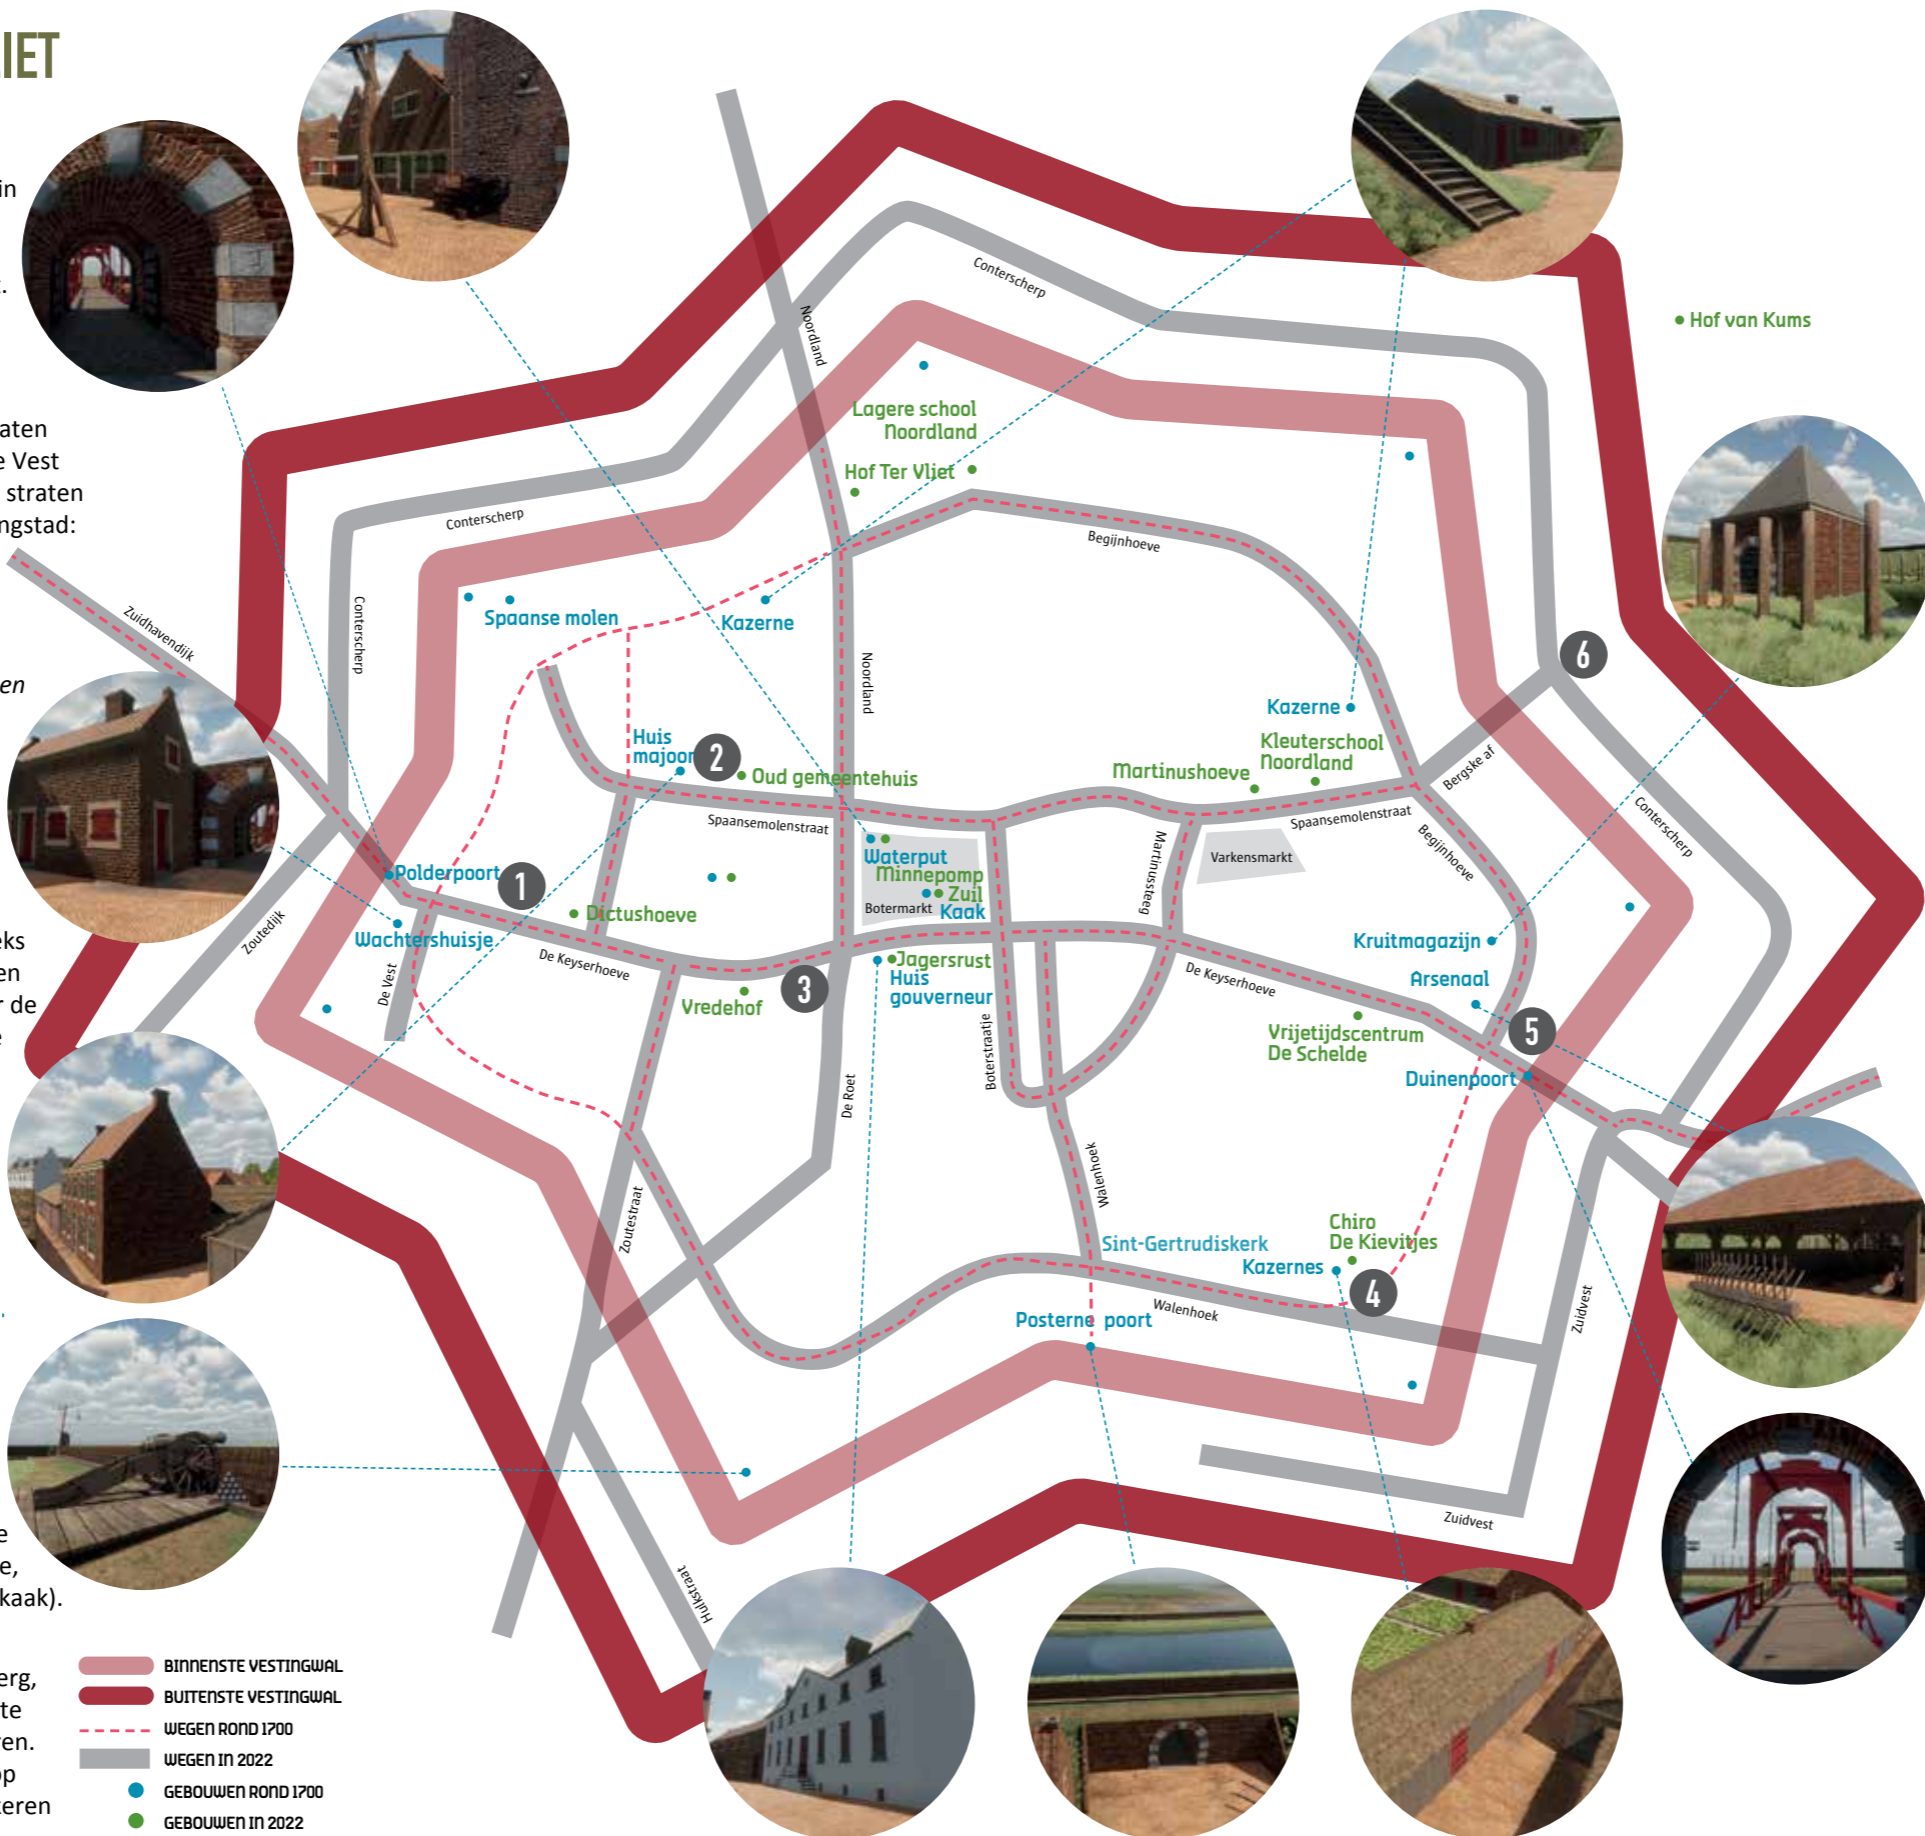 IET
in
t.
aten
e Vest
straten
ngstad:
en
eks
en
r de
e
e
e,
kaak).
erg,
te
en.
op
eren
Hof van Kums
Conterscherp
Noordland
Lagere school
Noordland
Hof Ter Vliet
Conterscherp
Begijnhoeve
Conterscherp
Zuidhavendijk
Spaanse molen
Kazerne
Noordland
6
Kazerne
Huis
majoor
2
Oud gemeentehuis
Kleuterschool
Noordland
Martinushoeve
Bergske af
Spaansemolenstraat
Spaansemolenstraat
Conterscherp
Martinussteeg
Varkensmarkt
Begijnhoeve
Waterput
Minnepomp
Zuil
Kaak
Botermarkt
Polderpoort
1
Dictushoeve
Zoutedijk
Wachtershuisje
De Vest
De Keyserhoeve
Kruitmagazijn
Jagersrust
Huis
gouverneur
De Keyserhoeve
Arsenaal
3
Vredehof
Vrijetijdscentrum
De Schelde
5
Duinenpoort
De Roet
Boterstraatje
Walenhoek
Zoutestraat
Sint-Gertrudiskerk
Chiro
De Kievitjes
Kazernes
4
Walenhoek
Posterne poort
Zuidvest
Zuidvest
Hulkstraat
BINNENSTE VESTINGWAL
BUITENSTE VESTINGWAL
WEGEN ROND 1700
WEGEN IN 2022
GEBOUWEN ROND 1700
GEBOUWEN IN 2022